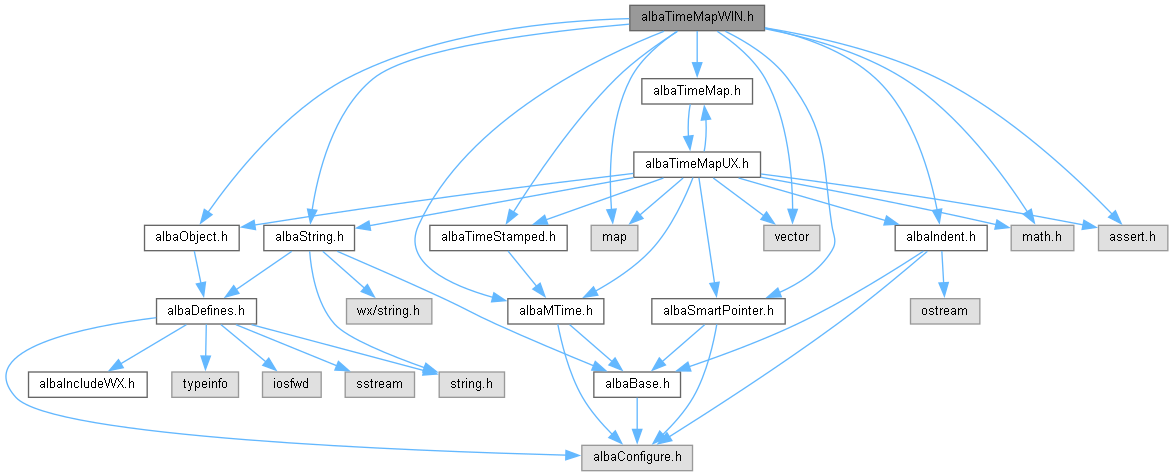 albaTimeMapWIN.h
albaTimeMap.h
albaTimeMapUX.h
albaObject.h
albaString.h
albaTimeStamped.h
map
vector
albaIndent.h
math.h
assert.h
albaDefines.h
wx/string.h
albaMTime.h
albaSmartPointer.h
ostream
albaIncludeWX.h
typeinfo
iosfwd
sstream
string.h
albaBase.h
albaConfigure.h